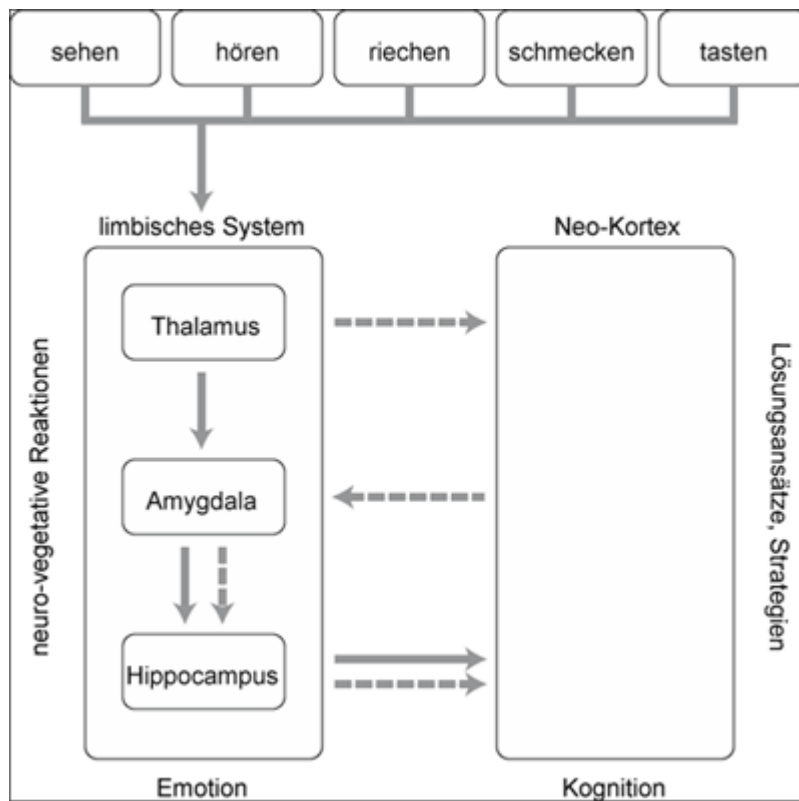 sehen
hören
riechen
schmecken
tasten
limbisches System
Neo-Kortex
Thalamus
Amygdala
Hippocampus
neuro-vegetative Reaktionen
Lösungsansätze, Strategien
Emotion
Kognition